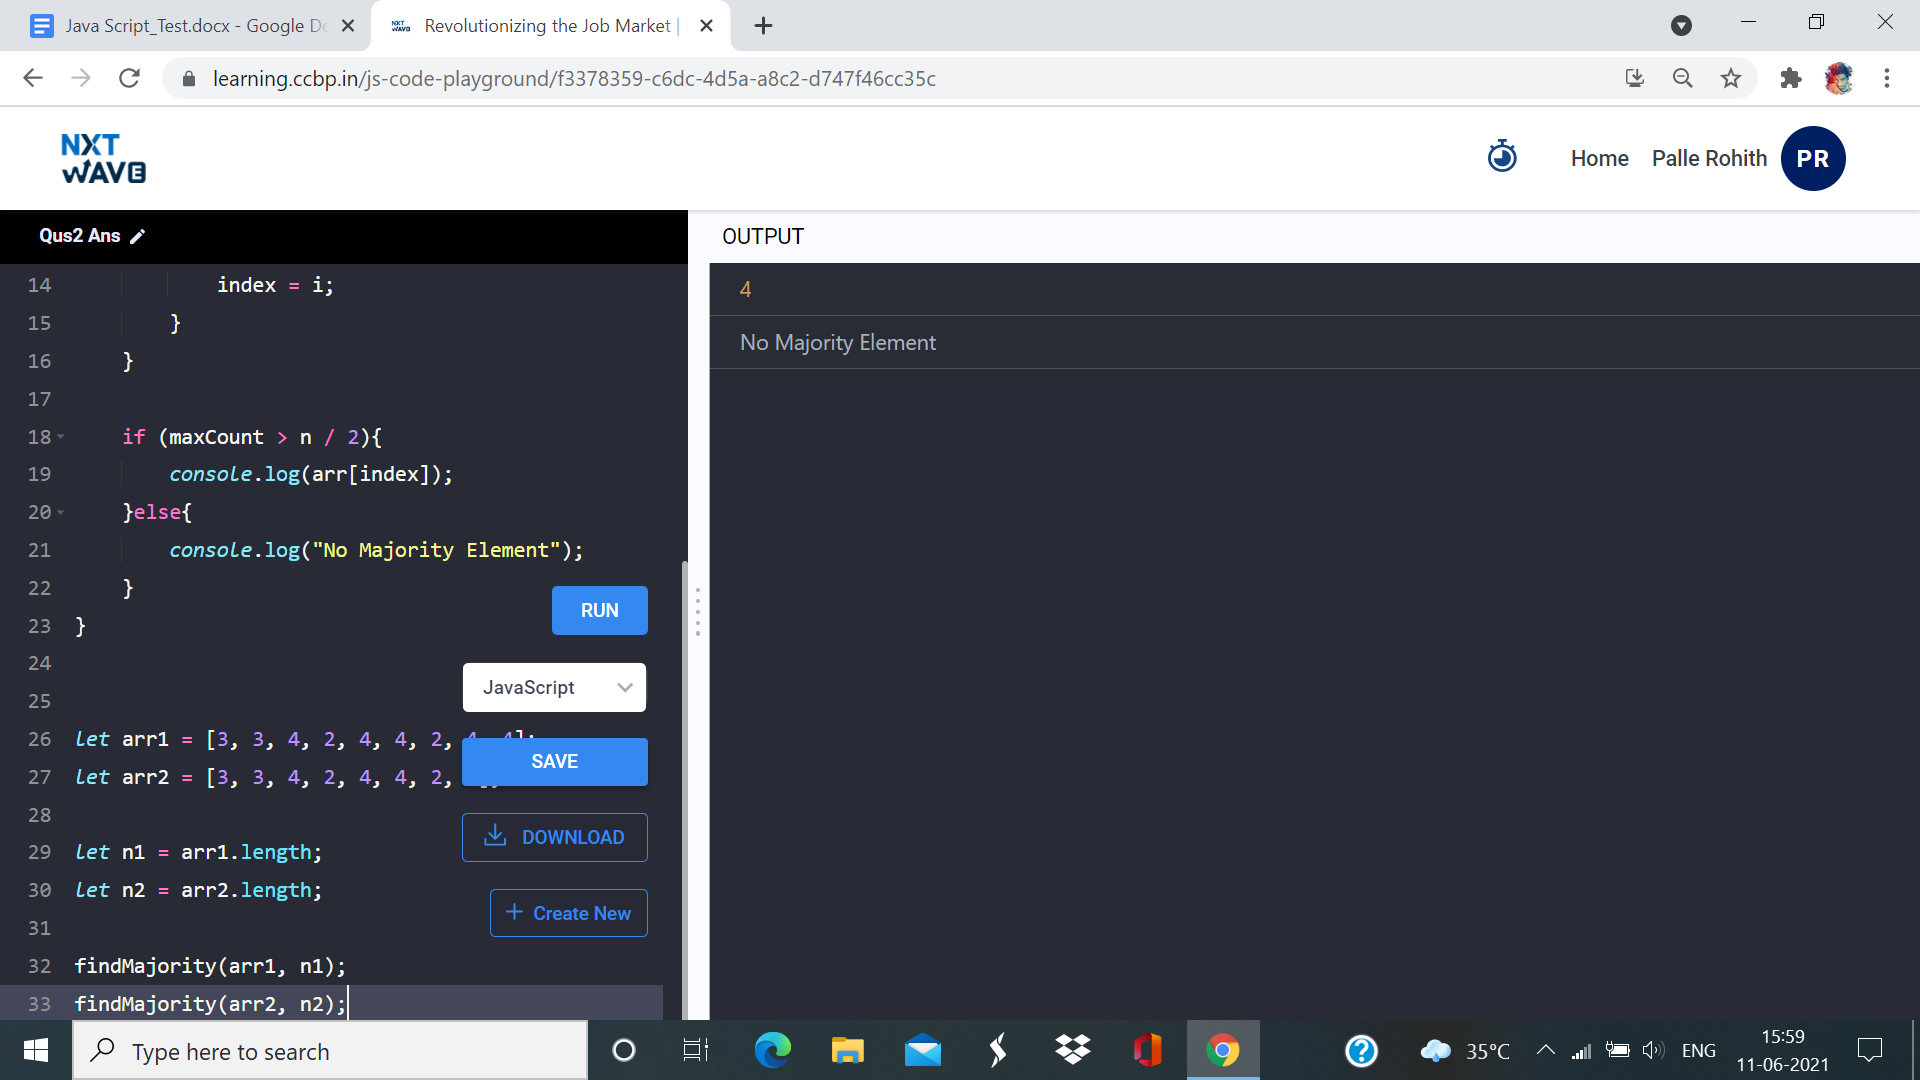 Java Script_Test.docx - Google Do
Revolutionizing the Job Market |
learning.ccbp.in/js-code-playground/f3378359-c6dc-4d5a-a8c2-d747f46cc35c
NXT
WAVE
Home Palle Rohith PR
Qus2 Ans
OUTPUT
14 index = i;
15 }
16 }
17
18 if (maxCount > n / 2){
19 console.log(arr[index]);
20 }else{
21 console.log("No Majority Element");
22 }
23 }
24
25
26 let arr1 = [3, 3, 4, 2, 4, 4, 2, 4, 4];
27 let arr2 = [3, 3, 4, 2, 4, 4, 2,
28
29 let n1 = arr1.length;
30 let n2 = arr2.length;
31
32 findMajority(arr1, n1);
33 findMajority(arr2, n2);
RUN
JavaScript
SAVE
DOWNLOAD
+ Create New
4
No Majority Element
Type here to search
35°C
ENG
15:59
11-06-2021